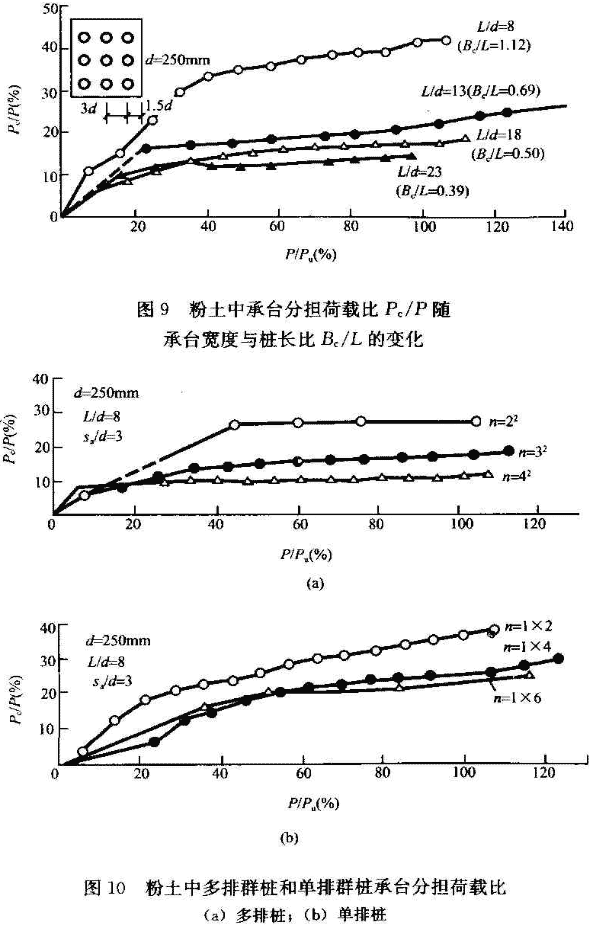 50
40
30
20
10
0
P_c/P(%)
d=250mm
3d
1.5d
L/d=8
(B_c/L=1.12)
L/d=13(B_c/L=0.69)
L/d=18
(B_c/L=0.50)
L/d=23
(B_c/L=0.39)
0 20 40 60 80 100 120 140
P/P_u(%)
图 9 粉土中承台分担荷载比 P_c/P 随
承台宽度与桩长比 B_c/L 的变化
40
30
20
10
0
P_c/P(%)
d=250mm
L/d=8
s_a/d=3
n=2²
n=3²
n=4²
20 40 60 80 100 120
P/P_u(%)
(a)
40
30
20
10
0
P_c/P(%)
d=250mm
L/d=8
s_a/d=3
n=1×2
n=1×4
n=1×6
20 40 60 80 100 120
P/P_u(%)
(b)
图 10 粉土中多排群桩和单排群桩承台分担荷载比
(a) 多排桩；(b) 单排桩